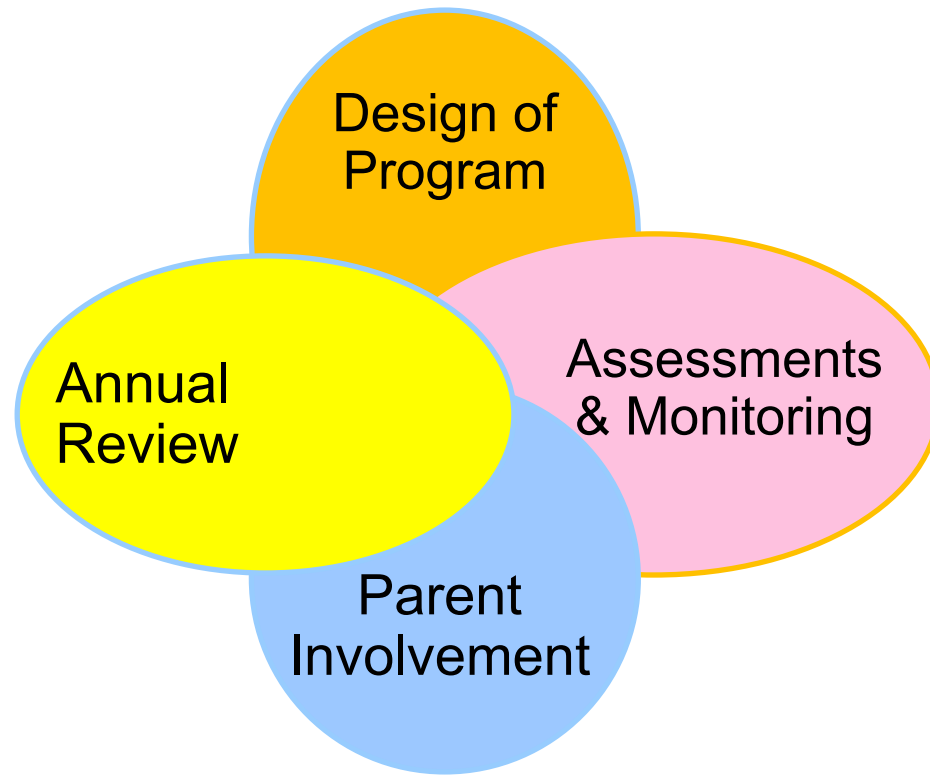 Design of
Program
Annual
Review
Assessments
& Monitoring
Parent
Involvement